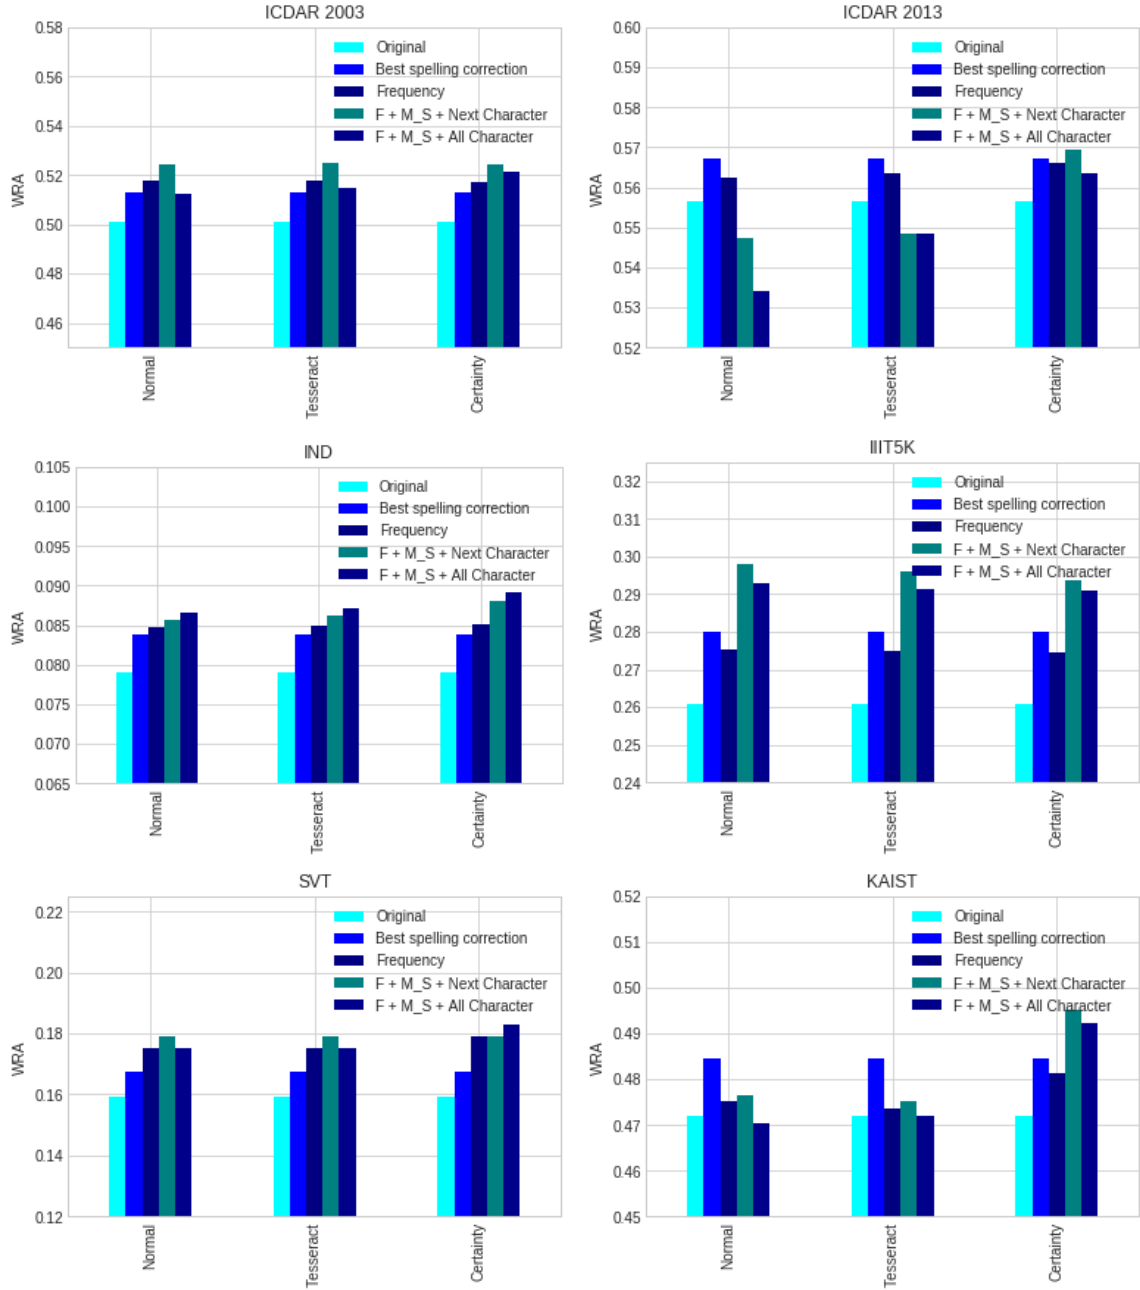 ICDAR 2003
0.58
0.56
0.54
0.52
0.50
0.48
0.46
WRA
Original
Best spelling correction
Frequency
F + M_S + Next Character
F + M_S + All Character
Normal
Tesseract
Certainty
ICDAR 2013
0.60
0.59
0.58
0.57
0.56
0.55
0.54
0.53
0.52
WRA
Original
Best spelling correction
Frequency
F + M_S + Next Character
F + M_S + All Character
Normal
Tesseract
Certainty
IND
0.105
0.100
0.095
0.090
0.085
0.080
0.075
0.070
0.065
WRA
Original
Best spelling correction
Frequency
F + M_S + Next Character
F + M_S + All Character
Normal
Tesseract
Certainty
IIIT5K
0.32
0.31
0.30
0.29
0.28
0.27
0.26
0.25
0.24
WRA
Original
Best spelling correction
Frequency
F + M_S + Next Character
F + M_S + All Character
Normal
Tesseract
Certainty
SVT
0.22
0.20
0.18
0.16
0.14
0.12
WRA
Original
Best spelling correction
Frequency
F + M_S + Next Character
F + M_S + All Character
Normal
Tesseract
Certainty
KAIST
0.52
0.51
0.50
0.49
0.48
0.47
0.46
0.45
WRA
Original
Best spelling correction
Frequency
F + M_S + Next Character
F + M_S + All Character
Normal
Tesseract
Certainty